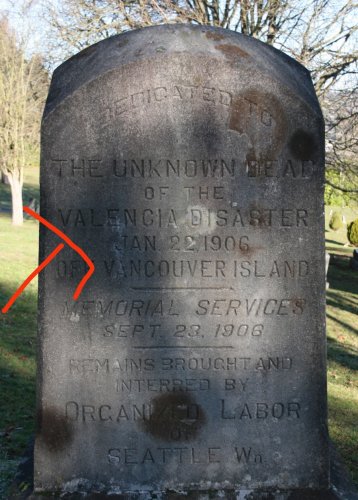 DEDICATED TO
THE UNKNOWN DEAD
OF THE
VALENCIA DISASTER
JAN. 22, 1906
OFF VANCOUVER ISLAND
MEMORIAL SERVICES
SEPT. 23, 1906
REMAINS BROUGHT AND
INTERRED BY
ORGANIZED LABOR
OF
SEATTLE WN.